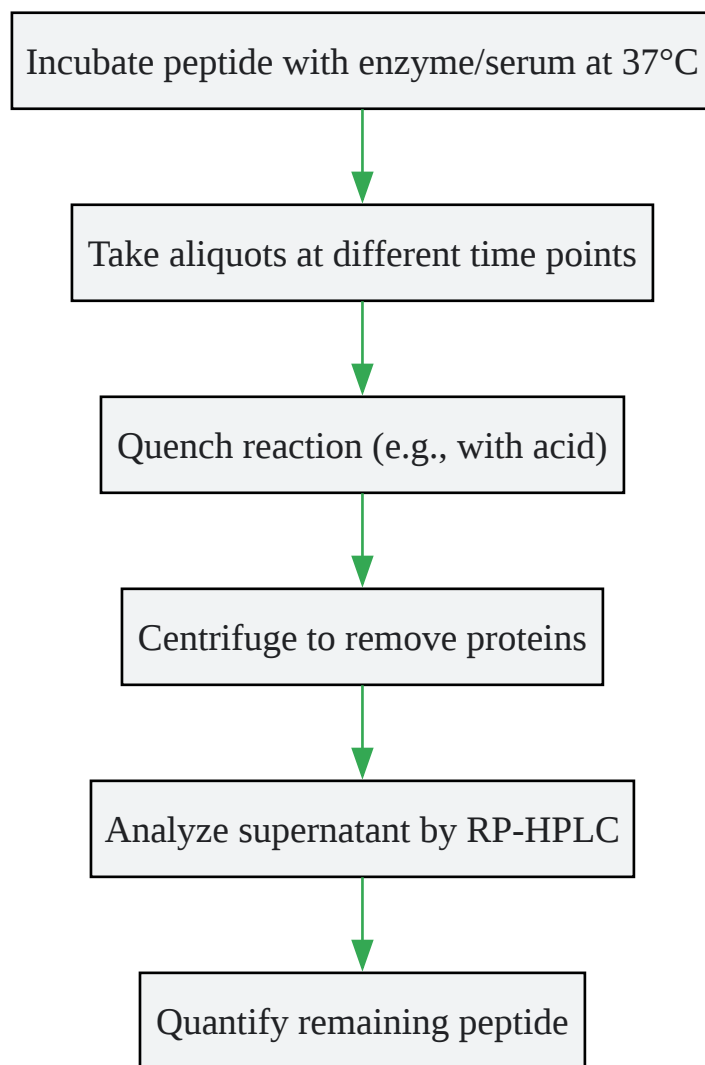 Incubate peptide with enzyme/serum at 37°C
Take aliquots at different time points
Quench reaction (e.g., with acid)
Centrifuge to remove proteins
Analyze supernatant by RP-HPLC
Quantify remaining peptide